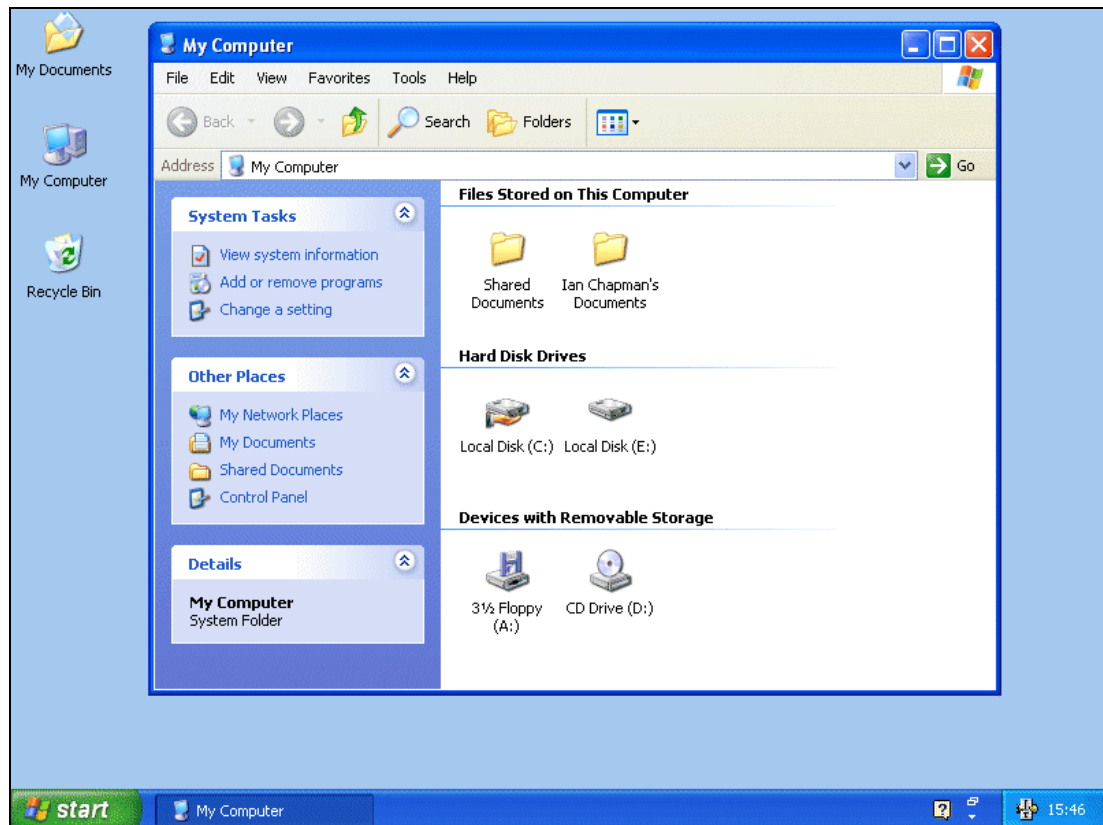 My Documents
My Computer
Recycle Bin
My Computer
File Edit View Favorites Tools Help
Back Search Folders
Address My Computer Go
System Tasks
View system information
Add or remove programs
Change a setting
Other Places
My Network Places
My Documents
Shared Documents
Control Panel
Details
My Computer
System Folder
Files Stored on This Computer
Shared Documents
Ian Chapman's Documents
Hard Disk Drives
Local Disk (C:) Local Disk (E:)
Devices with Removable Storage
3½ Floppy (A:)
CD Drive (D:)
start My Computer 15:46